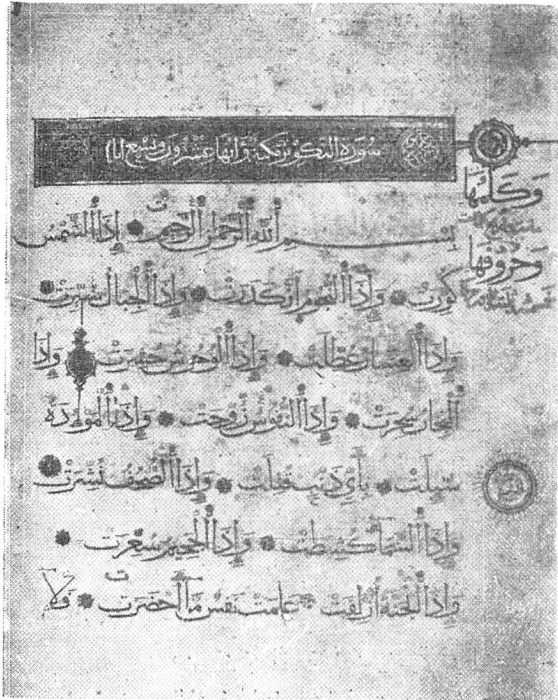 سورة التكوير مكية وآيها عشرون وتسع
وكلمها
وحروفها
بسم الله الرحمن الرحيم إذا الشمس
كورت وإذا النجوم انكدرت وإذا الجبال سيرت
وإذا العشار عطلت وإذا الوحوش حشرت وإذا
البحار سجرت وإذا النفوس زوجت وإذا الموءدة
سئلت بأي ذنب قتلت وإذا الصحف نشرت
وإذا السماء كشطت وإذا الجحيم سعرت
وإذا الجنة أزلفت علمت نفس ما أحضرت فلا